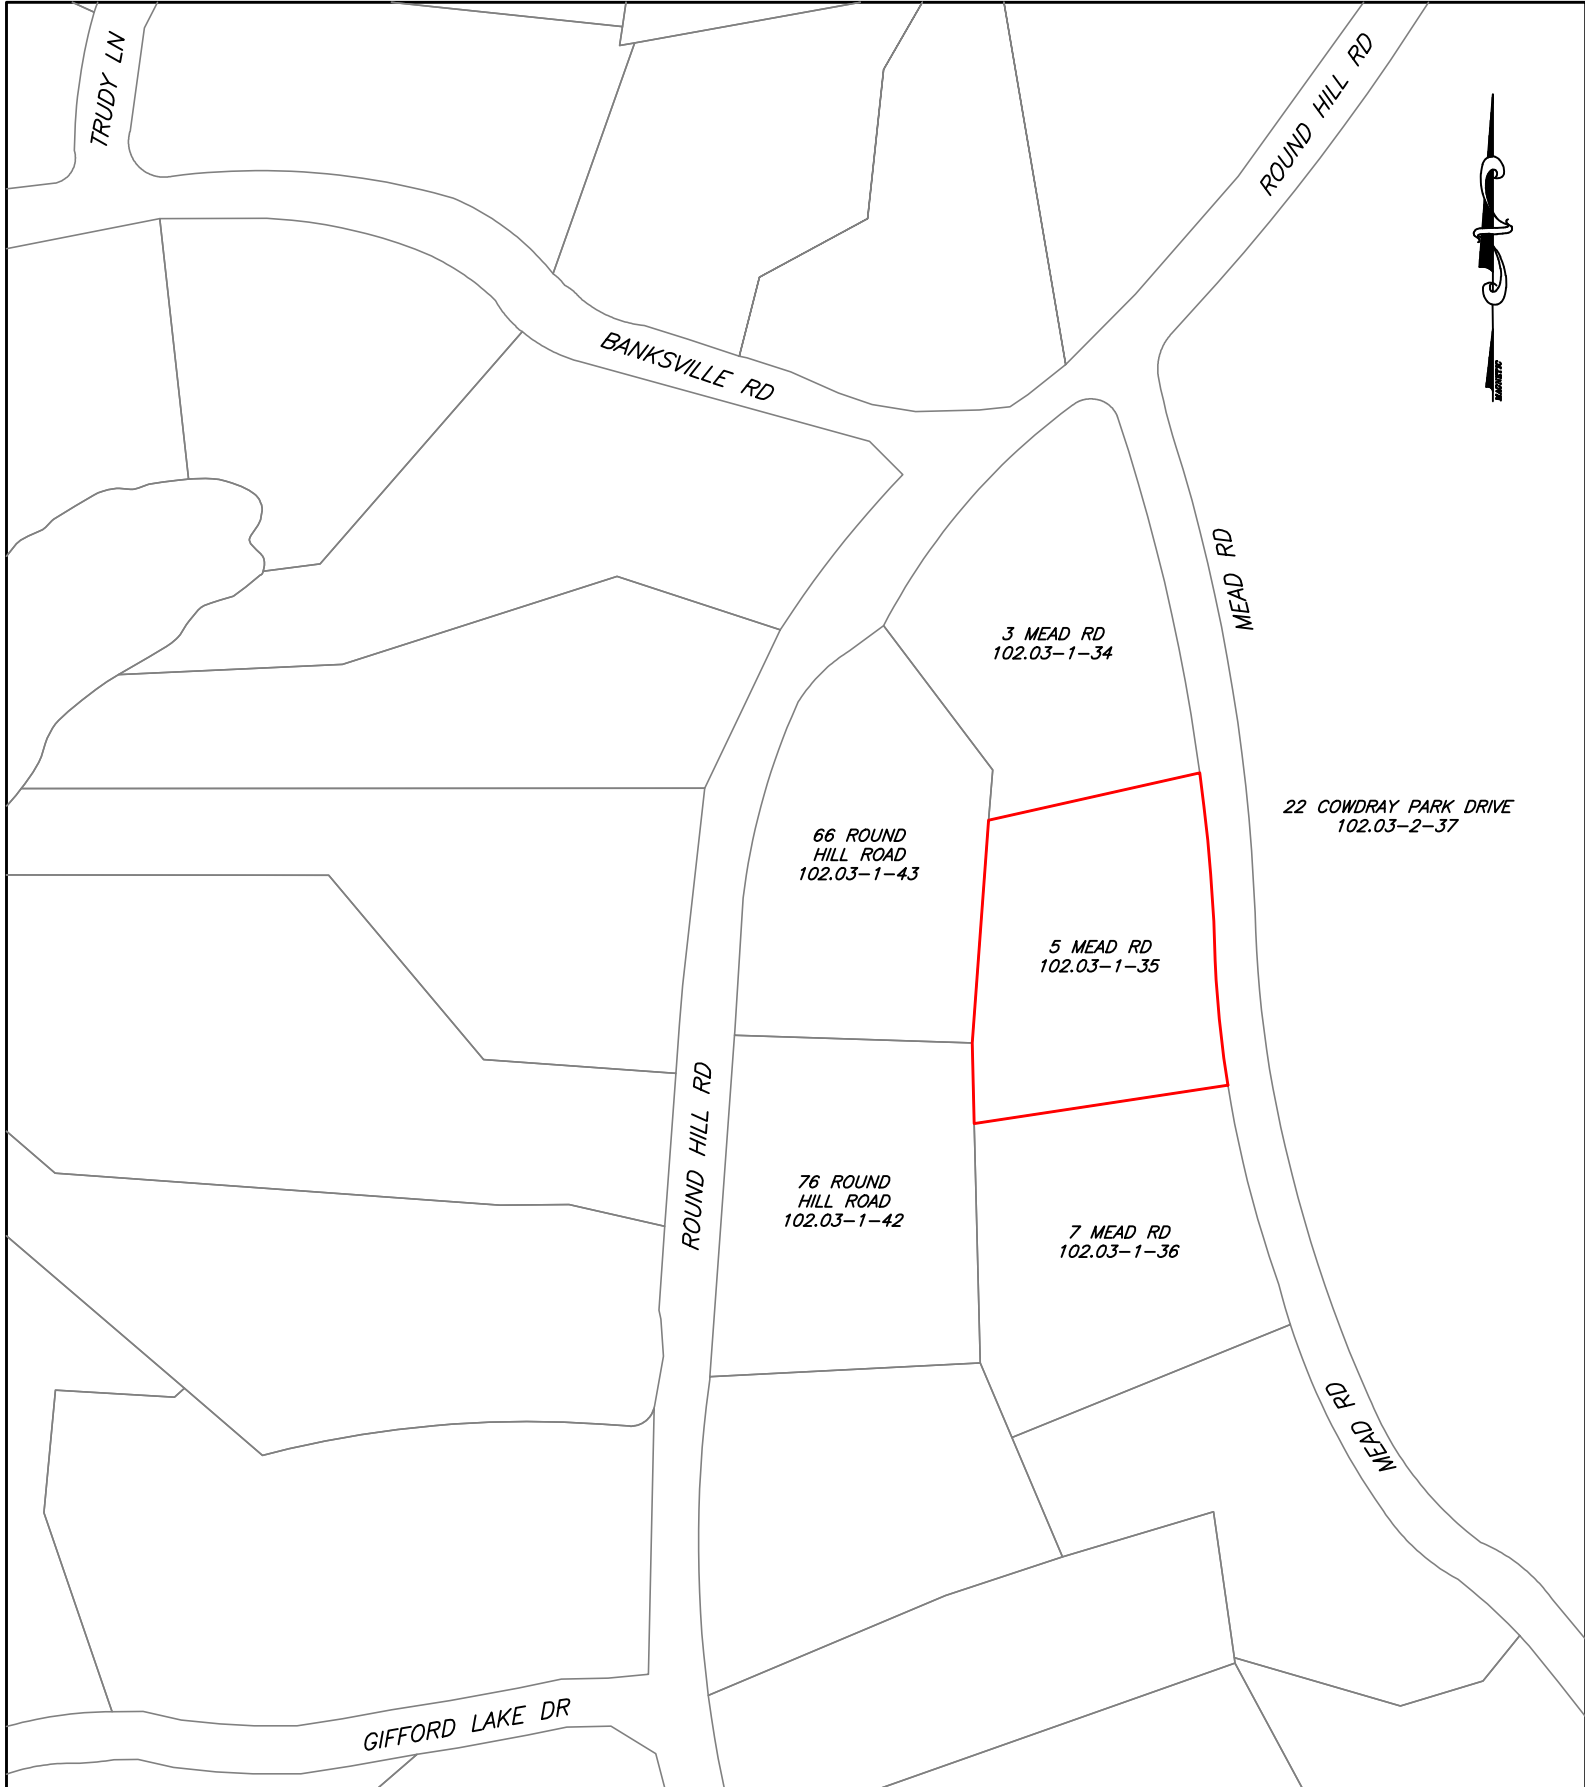 TRUDY LN
ROUND HILL RD
BANKSVILLE RD
MAGNETIC
MEAD RD
3 MEAD RD
102.03-1-34
22 COWDRAY PARK DRIVE
102.03-2-37
66 ROUND
HILL ROAD
102.03-1-43
5 MEAD RD
102.03-1-35
ROUND HILL RD
76 ROUND
HILL ROAD
102.03-1-42
7 MEAD RD
102.03-1-36
MEAD RD
GIFFORD LAKE DR